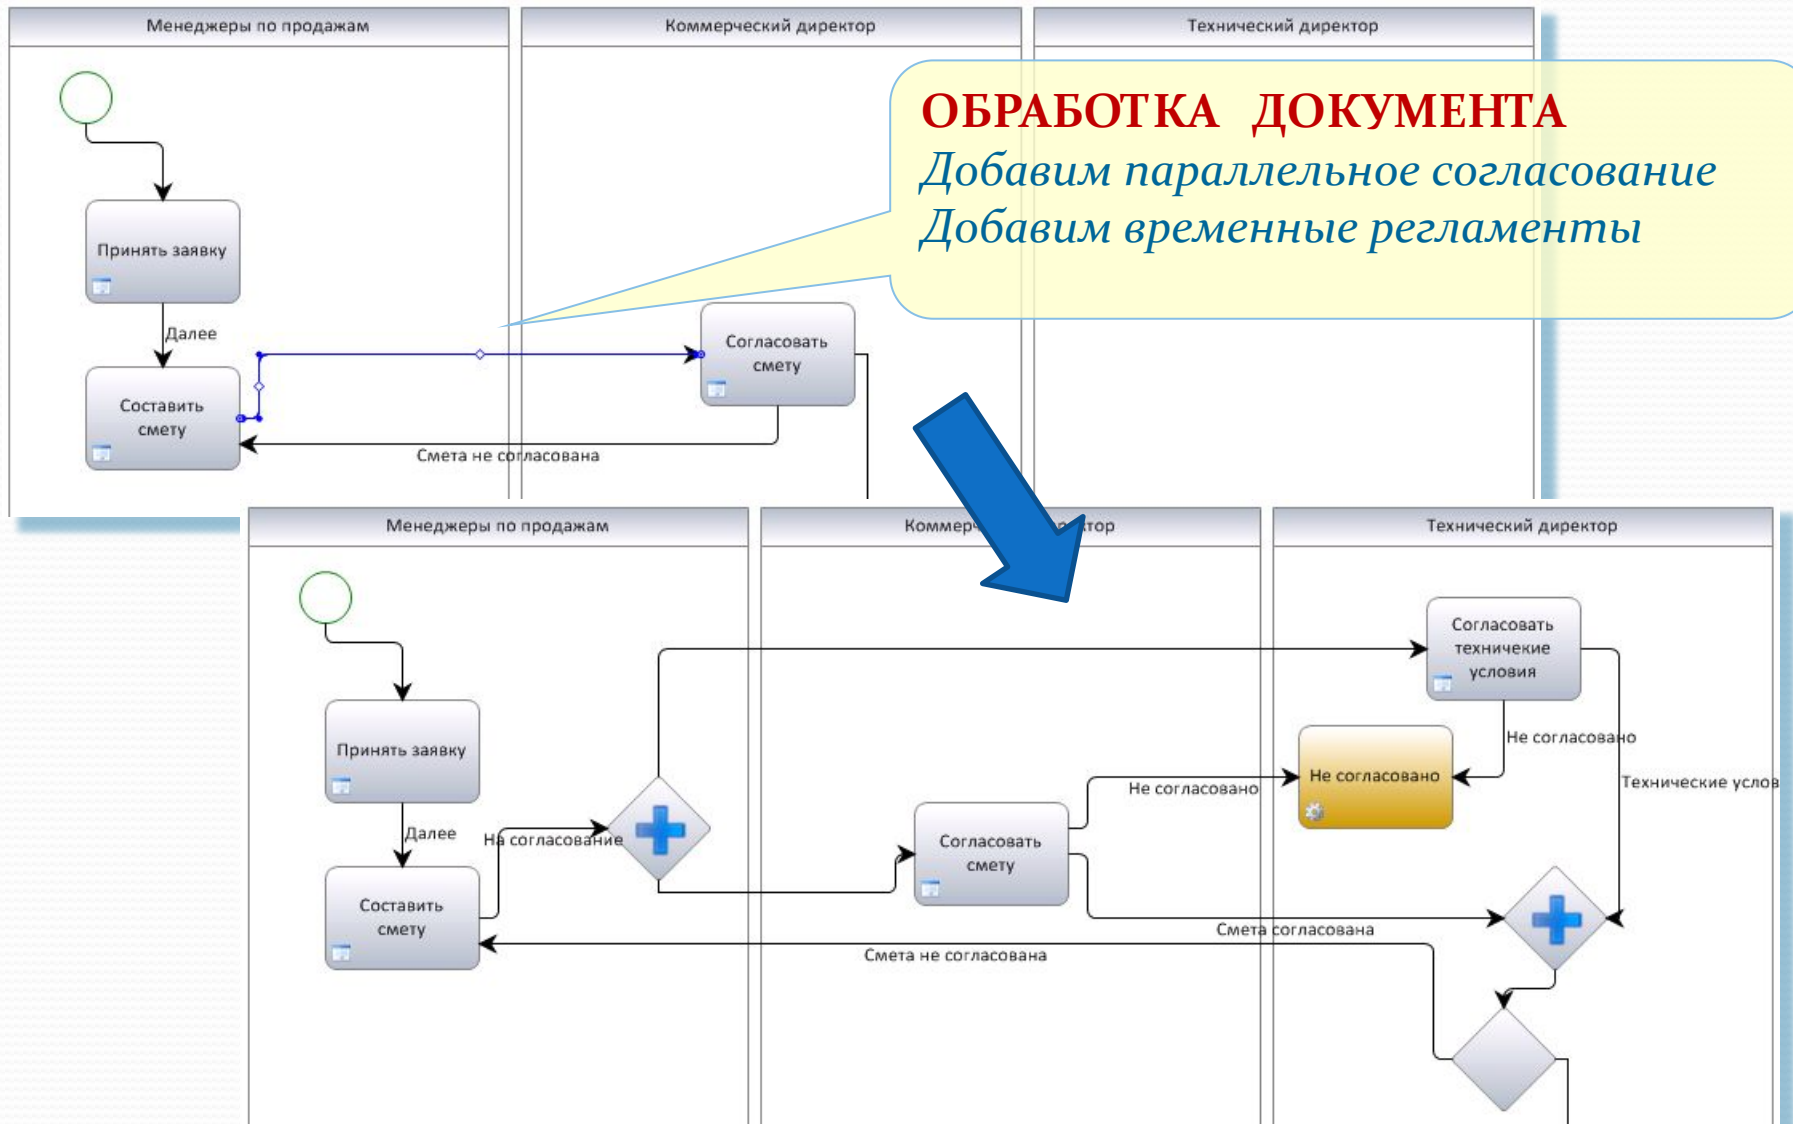 Менеджеры по продажам
Коммерческий директор
Технический директор
ОБРАБОТКА ДОКУМЕНТА
Добавим параллельное согласование
Добавим временные регламенты
Принять заявку
Далее
Согласовать
смету
Составить
смету
Смета не согласована
Менеджеры по продажам
Технический директор
Согласовать
техничекие
условия
Не согласовано
Принять заявку
Не согласовано
Технические услов
Не согласовано
Далее
На согласование
Согласовать
смету
Составить
смету
Смета согласована
Смета не согласована